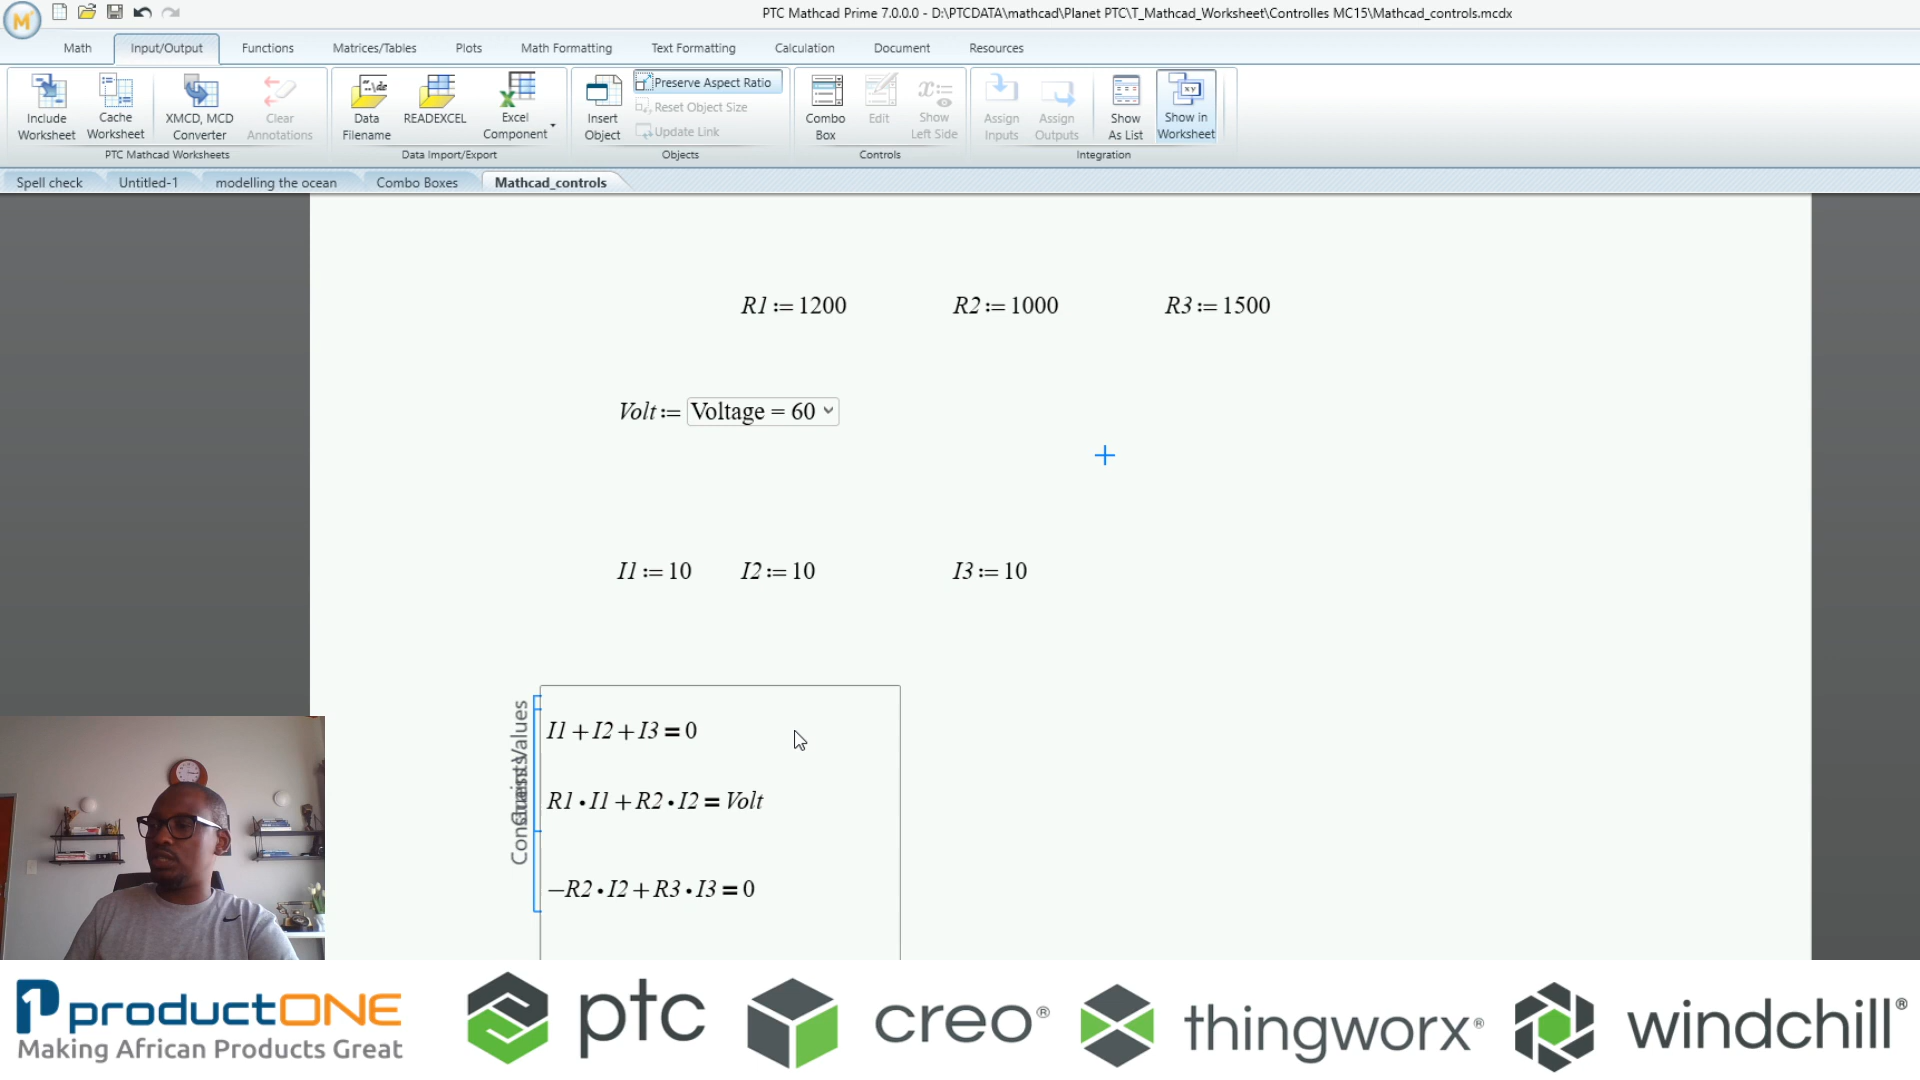 PTC Mathcad Prime 7.0.0.0 - D:\PTCDATA\mathcad\Planet PTC\T_Mathcad_Worksheet\Controlles MC15\Mathcad_controls.mcdx
Math Input/Output Functions Matrices/Tables Plots Math Formatting Text Formatting Calculation Document Resources
Include Worksheet
Cache Worksheet
XMCD, MCD Converter
Clear Annotations
PTC Mathcad Worksheets
Data Filename
READEXCEL
Excel Component
Data Import/Export
Insert Object
Preserve Aspect Ratio
Reset Object Size
Update Link
Objects
Combo Box
Edit
Show Left Side
Controls
Assign Inputs
Assign Outputs
Show As List
Show in Worksheet
Integration
Spell check Untitled-1 modelling the ocean Combo Boxes Mathcad_controls
R1:=1200 R2:=1000 R3:=1500
Volt:= Voltage = 60
I1:=10 I2:=10 I3:=10
I1+I2+I3=0
R1•I1+R2•I2=Volt
−R2•I2+R3•I3=0
productONE
Making African Products Great
ptc
creo®
thingworx®
windchill®